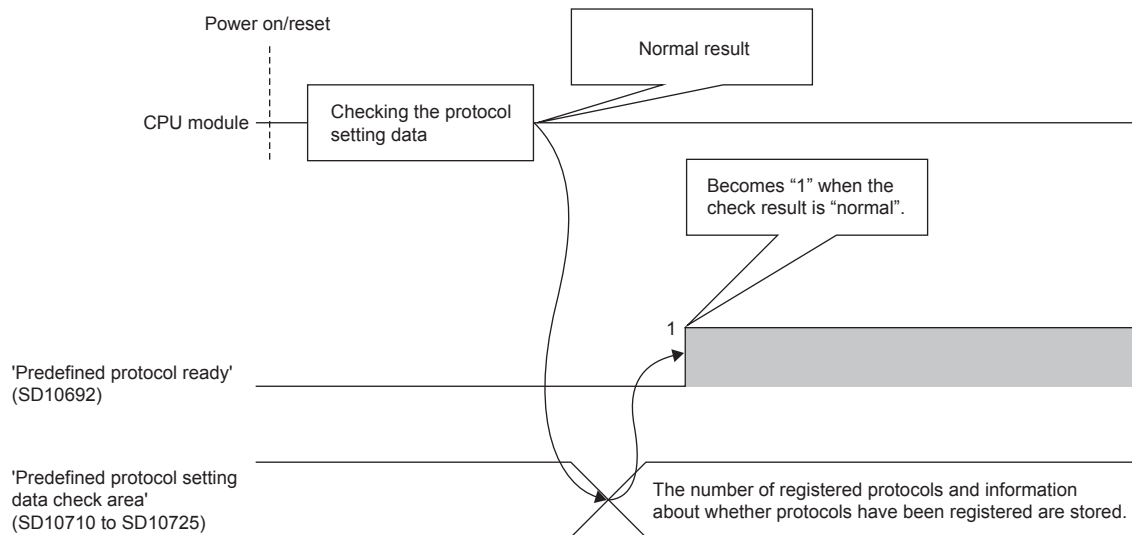 Power on/reset
Normal result
CPU module
Checking the protocol
setting data
Becomes “1” when the
check result is “normal”.
1
'Predefined protocol ready'
(SD10692)
'Predefined protocol setting
data check area'
(SD10710 to SD10725)
The number of registered protocols and information
about whether protocols have been registered are stored.